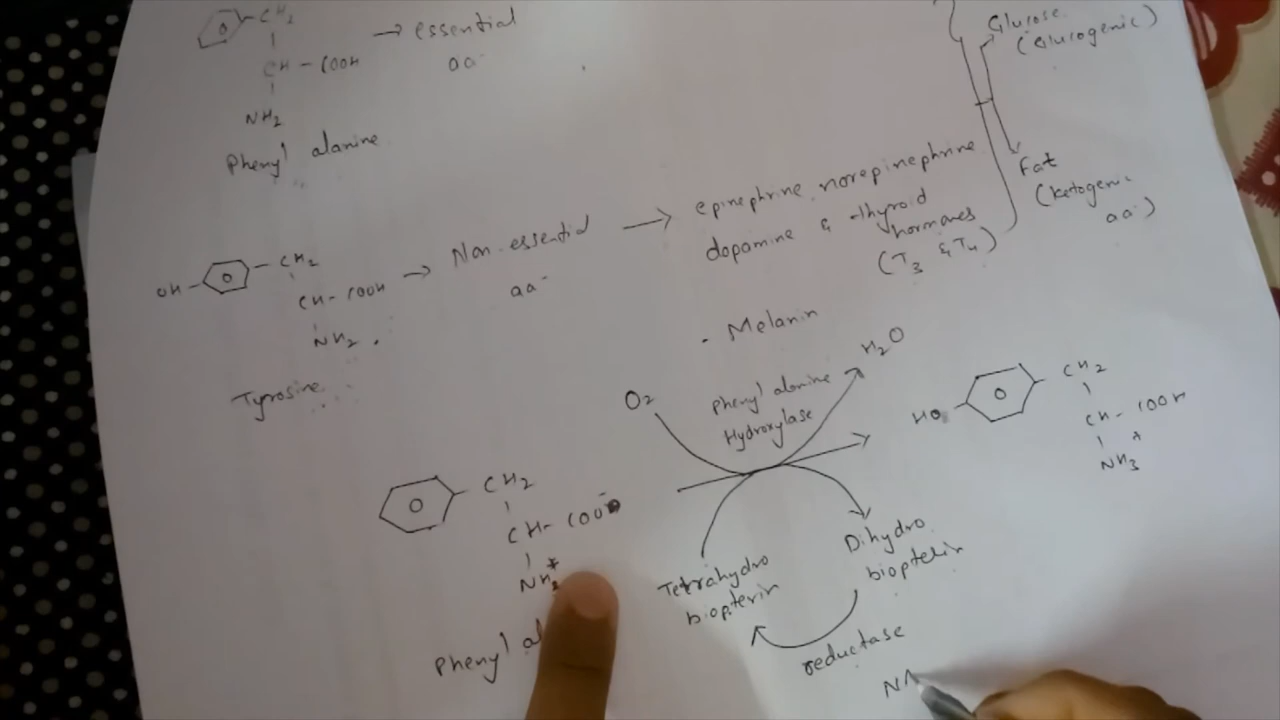 CH2
CH - COOH
NH2
Phenyl alanine
→ essential
aa
Glucose
(Glucogenic)
Fat
(Ketogenic
aa)
OH
CH2
CH - COOH
NH2 .
Tyrosine
→ Non-essential
aa
→ epinephrine, norepinephrine
dopamine & thyroid
hormones
(T3 & T4)
- Melanin
O2
Phenyl alanine
Hydroxylase
H2O
CH2
CH - COO
NH3+
Phenyl al
HO
CH2
CH - COOH
NH3+
Tetrahydro
biopterin
Dihydro
biopterin
reductase
NA